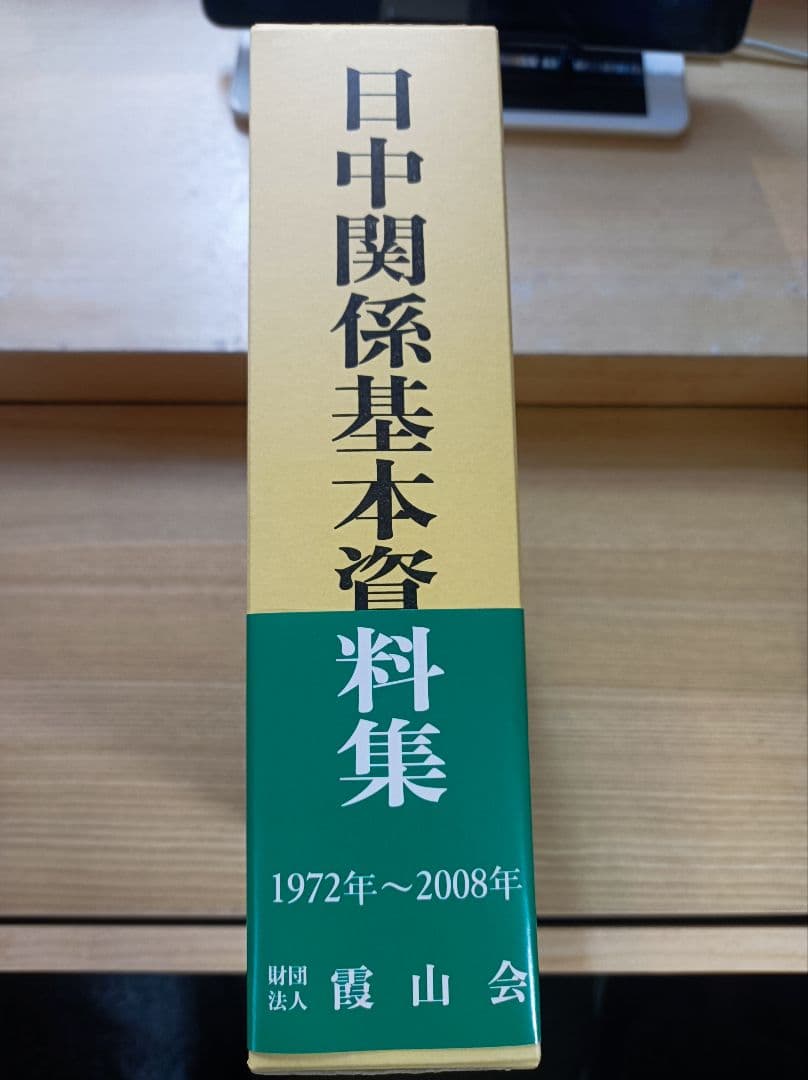 日中関係基本資料集
1972年～2008年
財団法人 霞山会